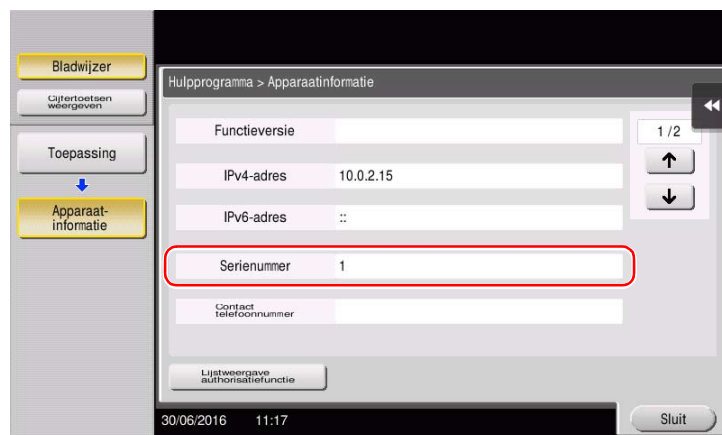 Bladwijzer
Cijfertoetsen
weergeven
Toepassing
Apparaat-
informatie
Hulpprogramma > Apparaatinformatie
Functieversie
1 /2
IPv4-adres 10.0.2.15
IPv6-adres ::
Serienummer 1
Contact
telefoonnummer
Lijstweergave
authorisatiefunctie
30/06/2016 11:17
Sluit